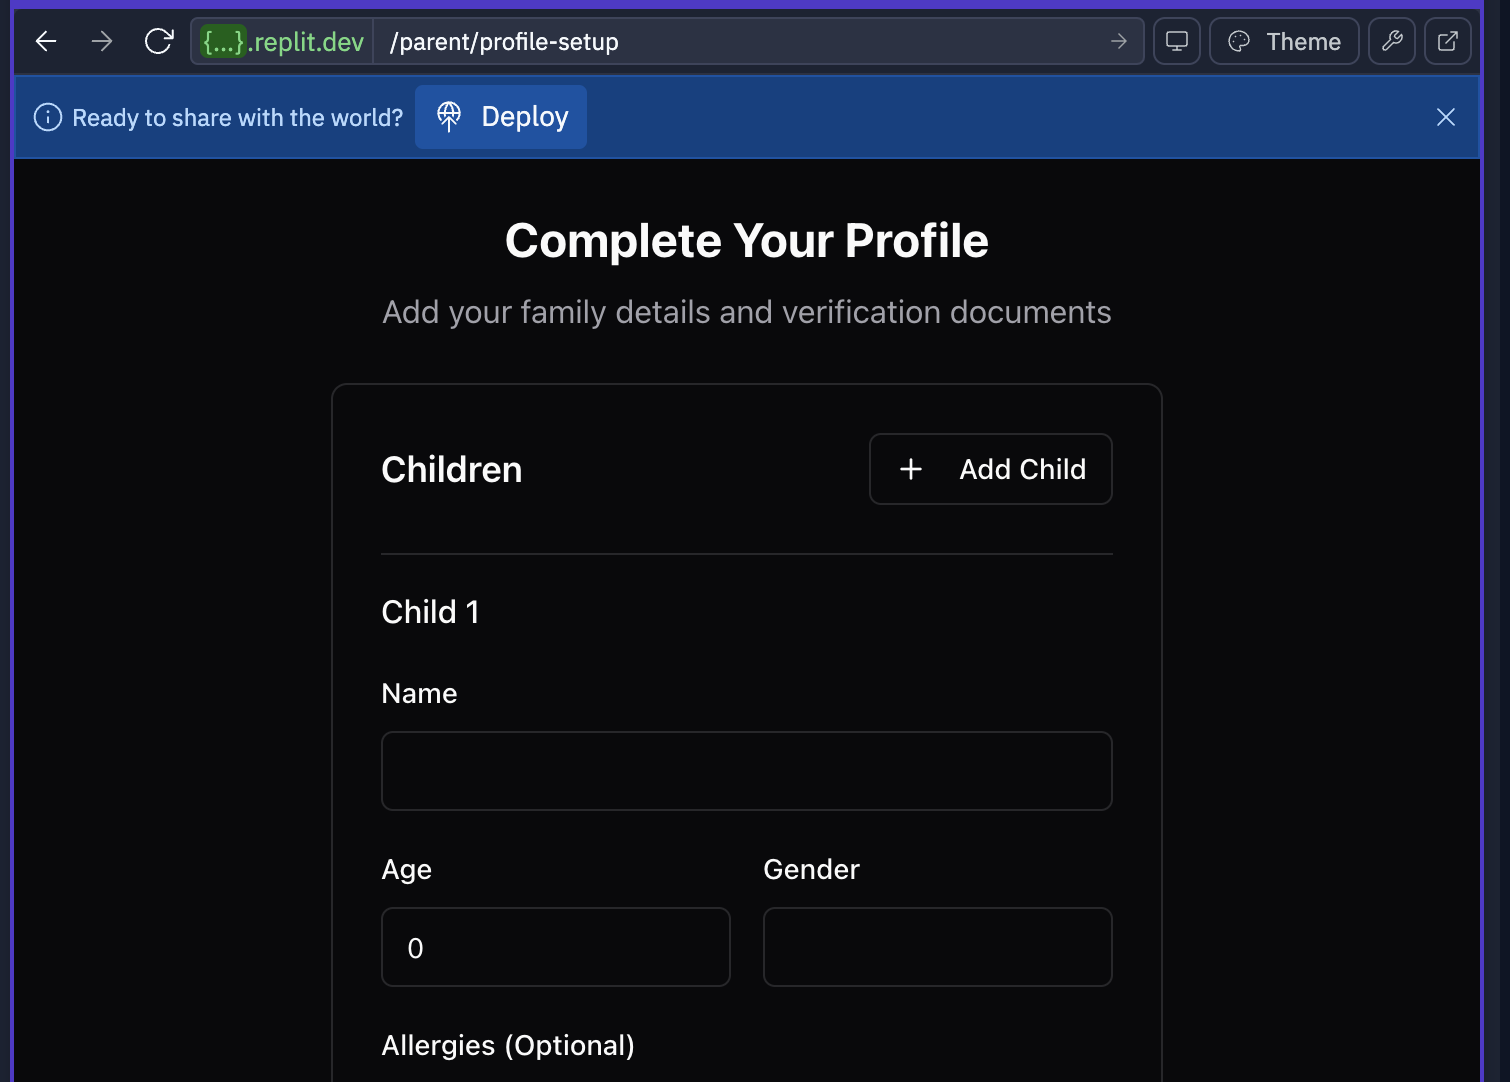 {...}.replit.dev /parent/profile-setup Theme
Ready to share with the world? Deploy
Complete Your Profile
Add your family details and verification documents
Children
Add Child
Child 1
Name
Age Gender
0
Allergies (Optional)